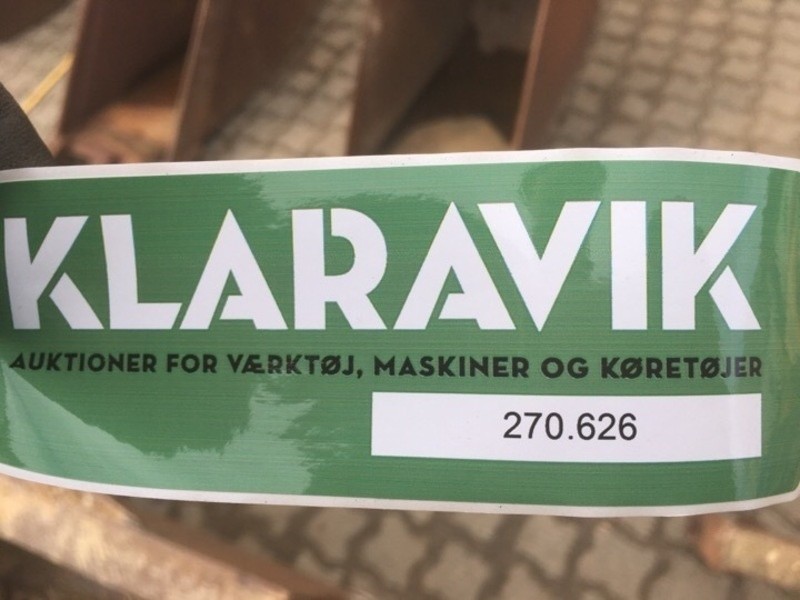 KLARAVIK
AUKTIONER FOR VÆRKTØJ, MASKINER OG KØRETØJER
270.626